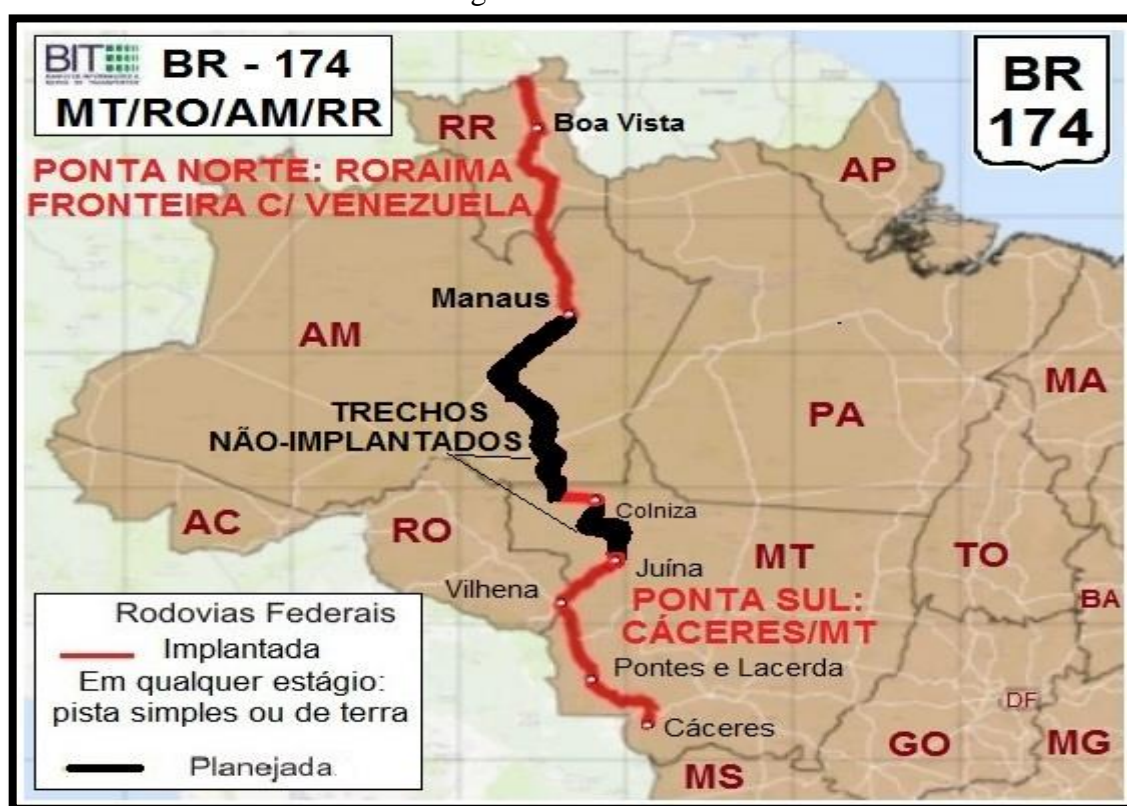 BIT
BR - 174
MT/RO/AM/RR
BR
174
RR
Boa Vista
AP
PONTA NORTE: RORAIMA
FRONTEIRA C/ VENEZUELA
Manaus
AM
MA
TRECHOS
NÃO-IMPLANTADOS
PA
Colniza
AC
RO
MT
TO
Juína
Vilhena
BA
PONTA SUL:
CÁCERES/MT
Rodovias Federais
Implantada
Em qualquer estágio:
pista simples ou de terra
Planejada
Pontes e Lacerda
DF
Cáceres
GO
MG
MS